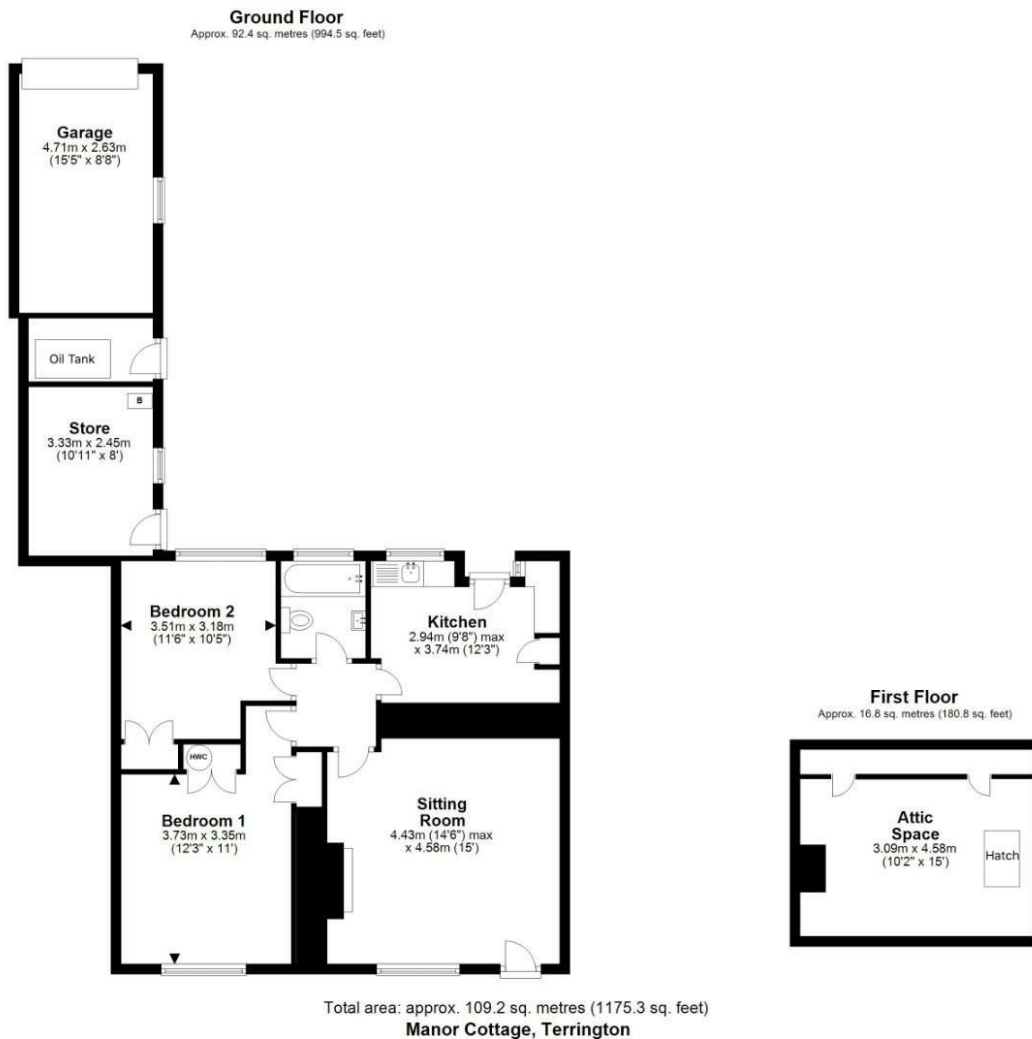 Ground Floor
Approx. 92.4 sq. metres (994.5 sq. feet)
Garage
4.71m x 2.63m
(15'5" x 8'8")
Oil Tank
B
Store
3.33m x 2.45m
(10'11" x 8')
Bedroom 2
3.51m x 3.18m
(11'6" x 10'5")
Kitchen
2.94m (9'8") max
x 3.74m (12'3")
HWC
Bedroom 1
3.73m x 3.35m
(12'3" x 11')
Sitting
Room
4.43m (14'6") max
x 4.58m (15')
First Floor
Approx. 16.8 sq. metres (180.8 sq. feet)
Attic
Space
3.09m x 4.58m
(10'2" x 15')
Hatch
Total area: approx. 109.2 sq. metres (1175.3 sq. feet)
Manor Cottage, Terrington